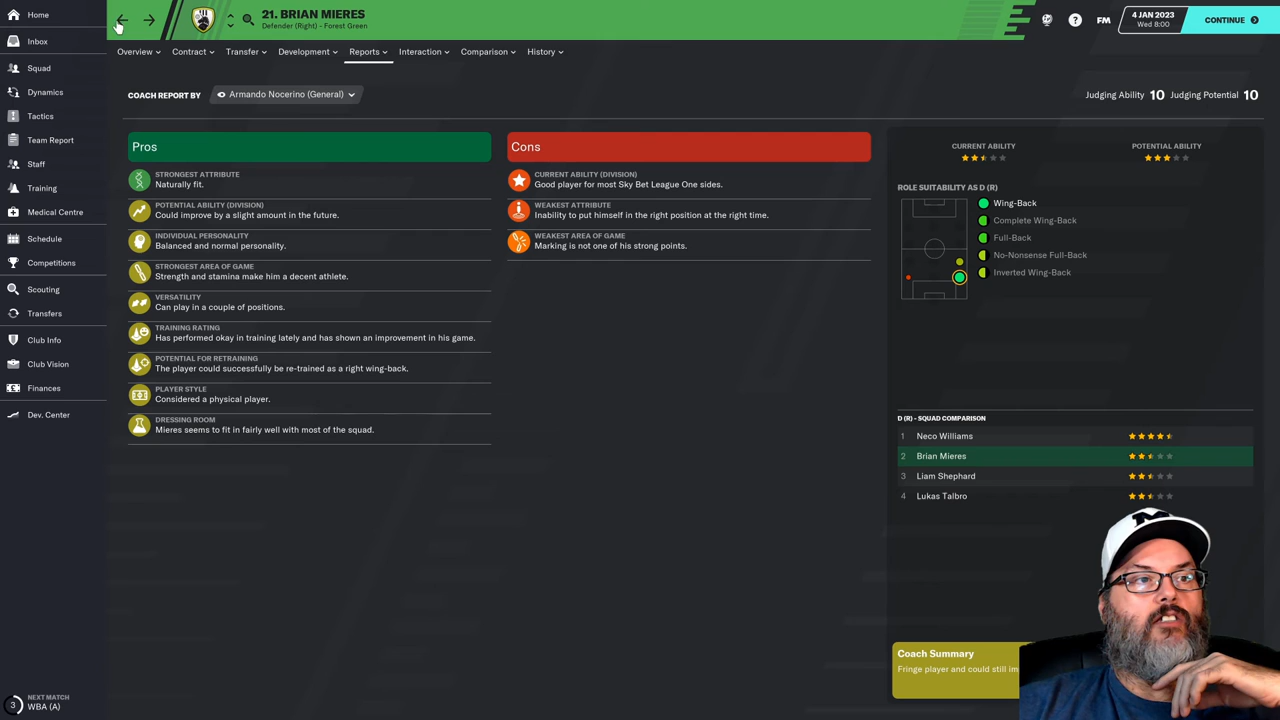 Home
Inbox
Squad
Dynamics
Tactics
Team Report
Staff
Training
Medical Centre
Schedule
Competitions
Scouting
Transfers
Club Info
Club Vision
Finances
Dev. Center
3
NEXT MATCH
WBA (A)
21. BRIAN MIERES
Defender (Right) - Forest Green
?
FM
4 JAN 2023
Wed 8:00
CONTINUE
Overview
Contract
Transfer
Development
Reports
Interaction
Comparison
History
COACH REPORT BY
Armando Nocerino (General)
Judging Ability 10 Judging Potential 10
Pros
STRONGEST ATTRIBUTE
Naturally fit.
POTENTIAL ABILITY (DIVISION)
Could improve by a slight amount in the future.
INDIVIDUAL PERSONALITY
Balanced and normal personality.
STRONGEST AREA OF GAME
Strength and stamina make him a decent athlete.
VERSATILITY
Can play in a couple of positions.
TRAINING RATING
Has performed okay in training lately and has shown an improvement in his game.
POTENTIAL FOR RETRAINING
The player could successfully be re-trained as a right wing-back.
PLAYER STYLE
Considered a physical player.
DRESSING ROOM
Mieres seems to fit in fairly well with most of the squad.
Cons
CURRENT ABILITY (DIVISION)
Good player for most Sky Bet League One sides.
WEAKEST ATTRIBUTE
Inability to put himself in the right position at the right time.
WEAKEST AREA OF GAME
Marking is not one of his strong points.
CURRENT ABILITY
POTENTIAL ABILITY
ROLE SUITABILITY AS D (R)
Wing-Back
Complete Wing-Back
Full-Back
No-Nonsense Full-Back
Inverted Wing-Back
D (R) - SQUAD COMPARISON
1 Neco Williams
2 Brian Mieres
3 Liam Shephard
4 Lukas Talbro
Coach Summary
Fringe player and could still im